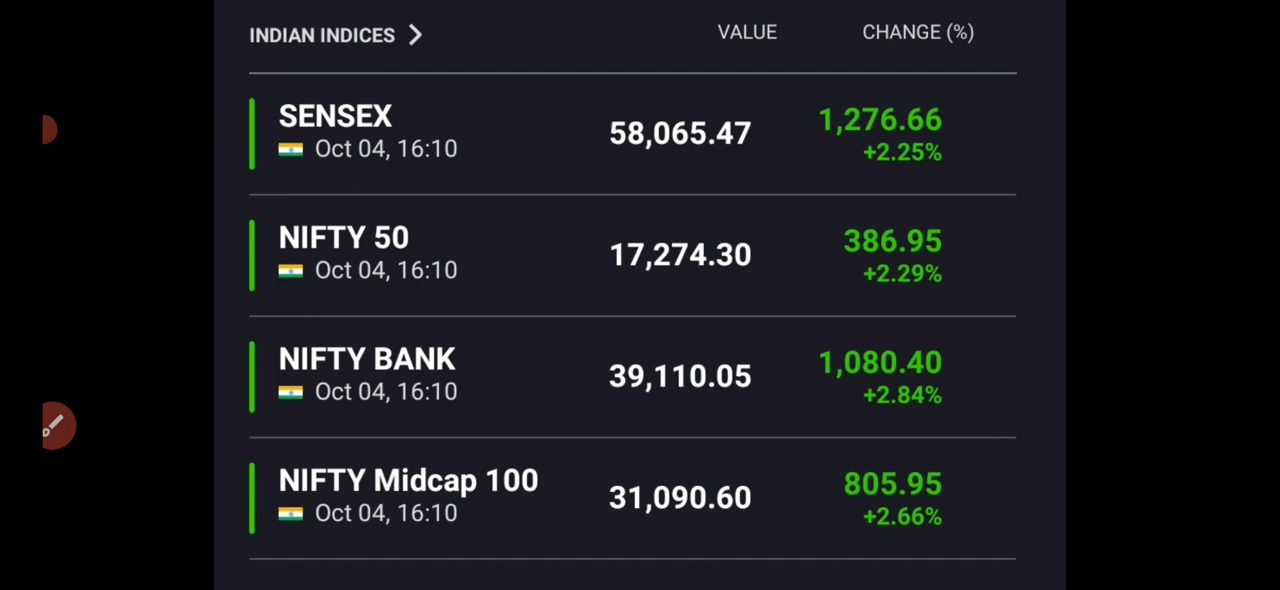 INDIAN INDICES VALUE CHANGE (%)
SENSEX
Oct 04, 16:10
58,065.47
1,276.66
+2.25%
NIFTY 50
Oct 04, 16:10
17,274.30
386.95
+2.29%
NIFTY BANK
Oct 04, 16:10
39,110.05
1,080.40
+2.84%
NIFTY Midcap 100
Oct 04, 16:10
31,090.60
805.95
+2.66%